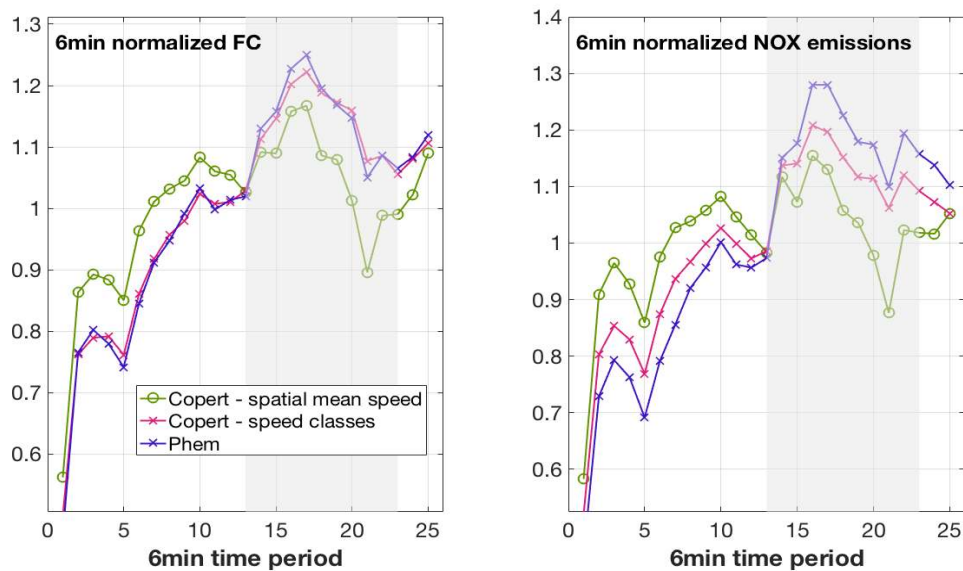 6min normalized FC
1.3
1.2
1.1
1
0.9
0.8
0.7
0.6
0 5 10 15 20 25
6min time period
Copert - spatial mean speed
Copert - speed classes
Phem
6min normalized NOX emissions
1.4
1.3
1.2
1.1
1
0.9
0.8
0.7
0.6
0 5 10 15 20 25
6min time period